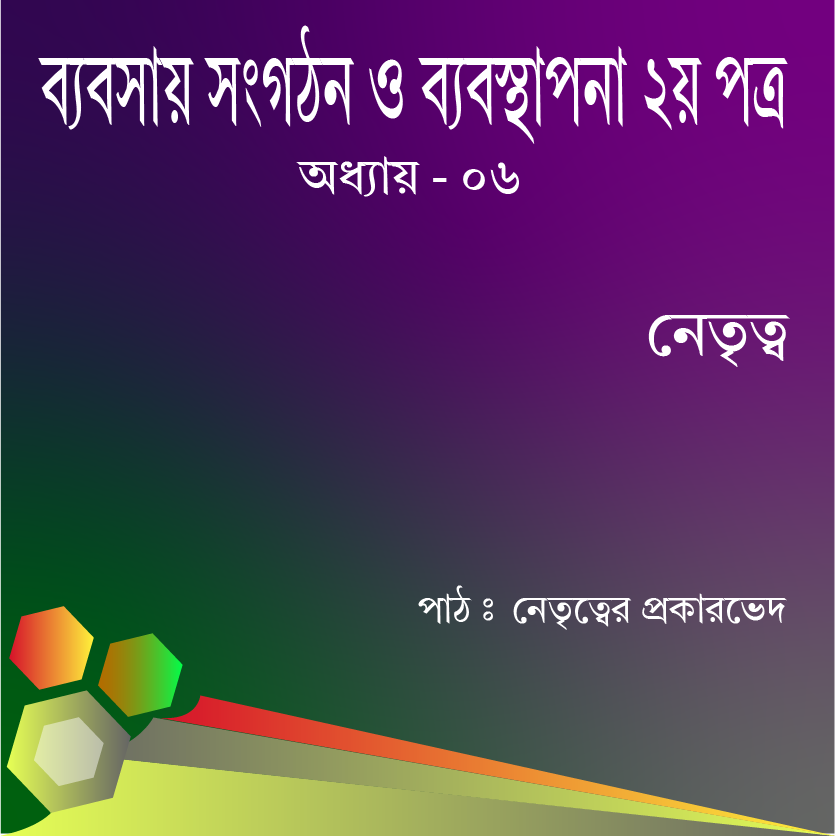 ব্যবসায় সংগঠন ও ব্যবস্থাপনা ২য় পত্র
অধ্যায় - ০৬
নেতৃত্ব
পাঠ ঃ নেতৃত্বের প্রকারভেদ